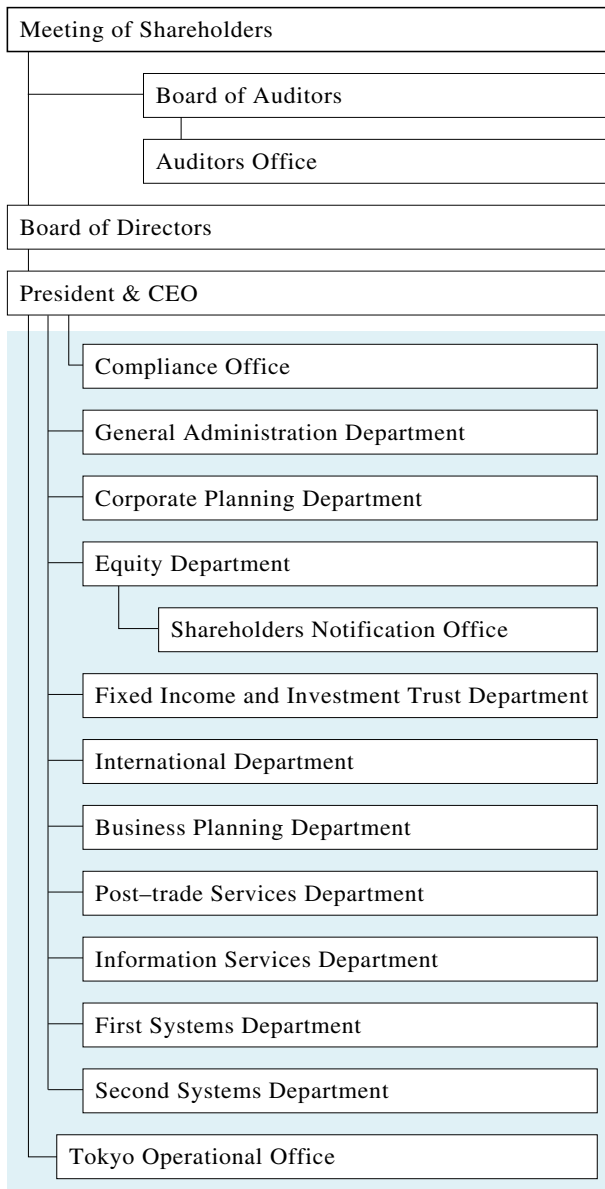 Meeting of Shareholders
Board of Auditors
Auditors Office
Board of Directors
President & CEO
Compliance Office
General Administration Department
Corporate Planning Department
Equity Department
Shareholders Notification Office
Fixed Income and Investment Trust Department
International Department
Business Planning Department
Post–trade Services Department
Information Services Department
First Systems Department
Second Systems Department
Tokyo Operational Office